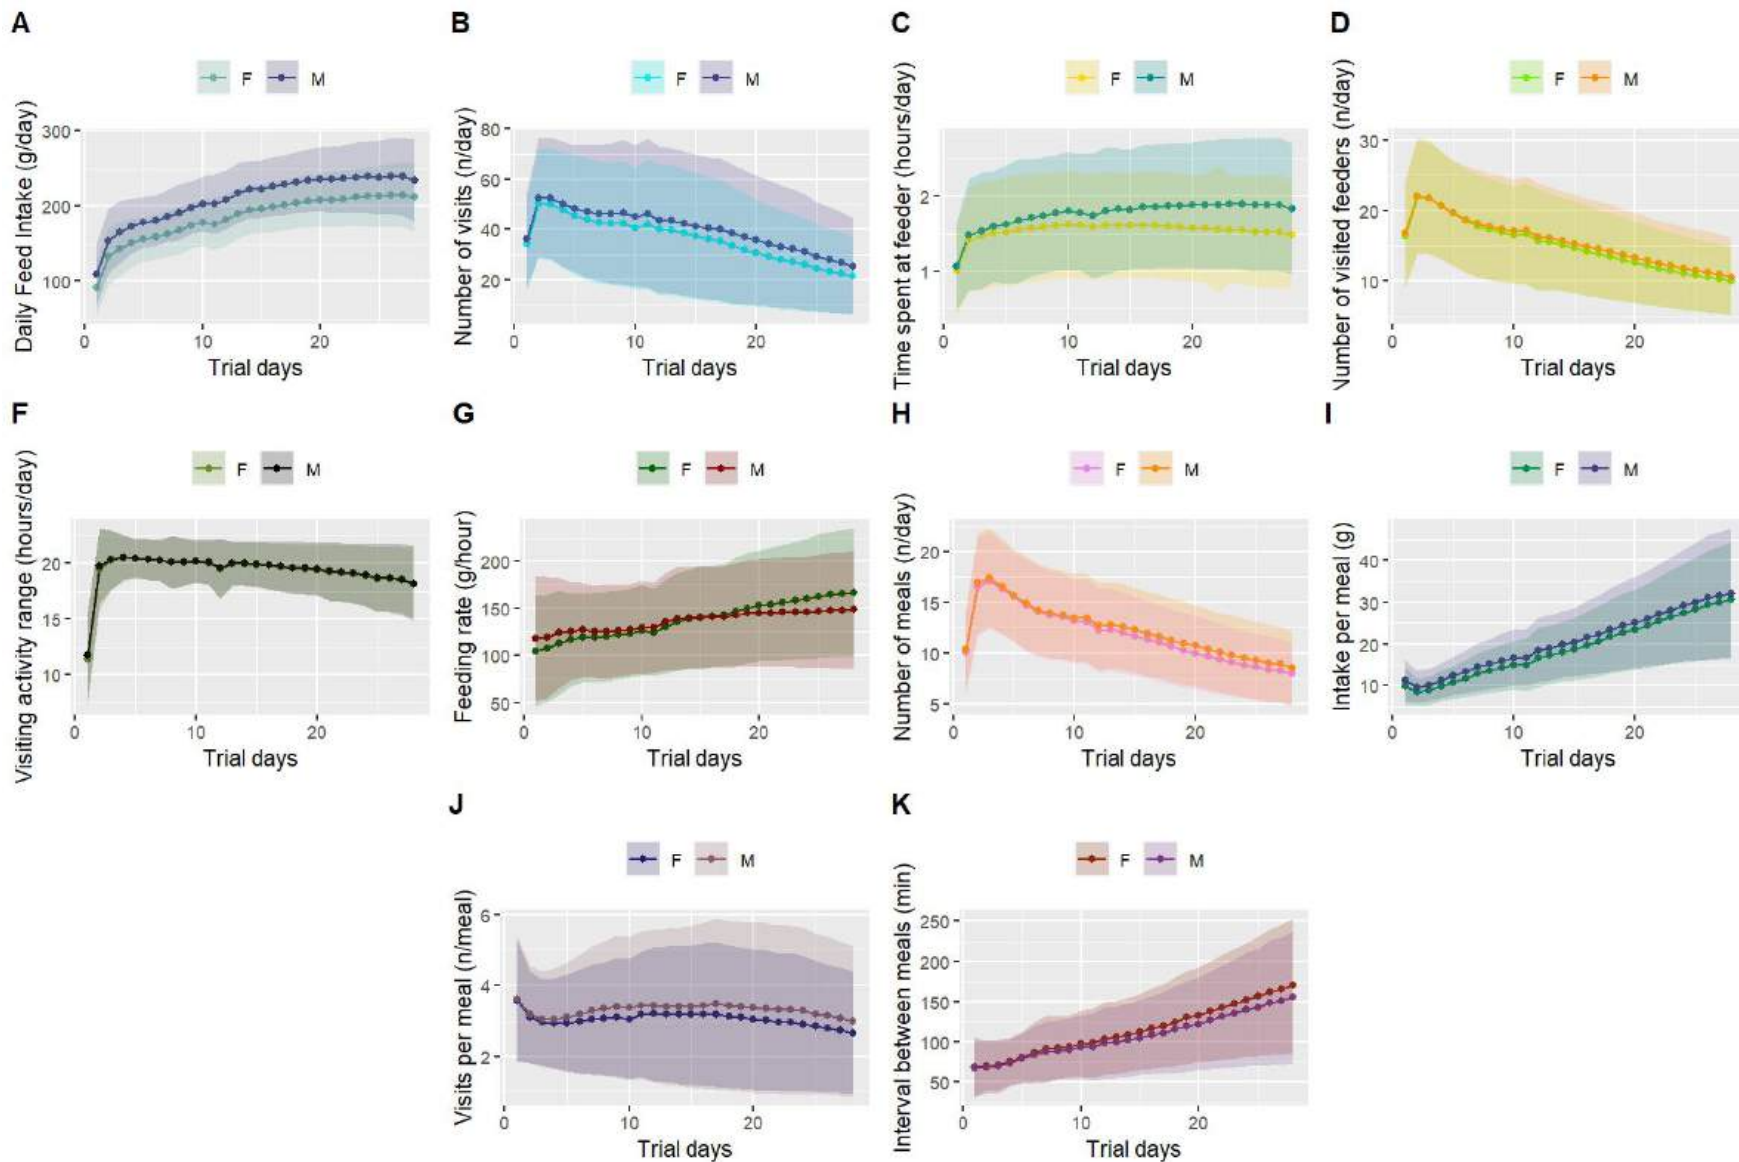 A
B
C
D
F M
F M
F M
F M
Daily Feed Intake (g/day)
300
200
100
0 10 20
Trial days
Number of visits (n/day)
80
60
40
20
0 10 20
Trial days
Time spent at feeder (hours/day)
2
1
0 10 20
Trial days
Number of visited feeders (n/day)
30
20
10
0 10 20
Trial days
F
G
H
I
F M
F M
F M
F M
Visiting activity range (hours/day)
20
15
10
0 10 20
Trial days
Feeding rate (g/hour)
200
150
100
50
0 10 20
Trial days
Number of meals (n/day)
20
15
10
5
0 10 20
Trial days
Intake per meal (g)
40
30
20
10
0 10 20
Trial days
J
K
F M
F M
Visits per meal (n/meal)
6
4
2
0 10 20
Trial days
Interval between meals (min)
250
200
150
100
50
0 10 20
Trial days